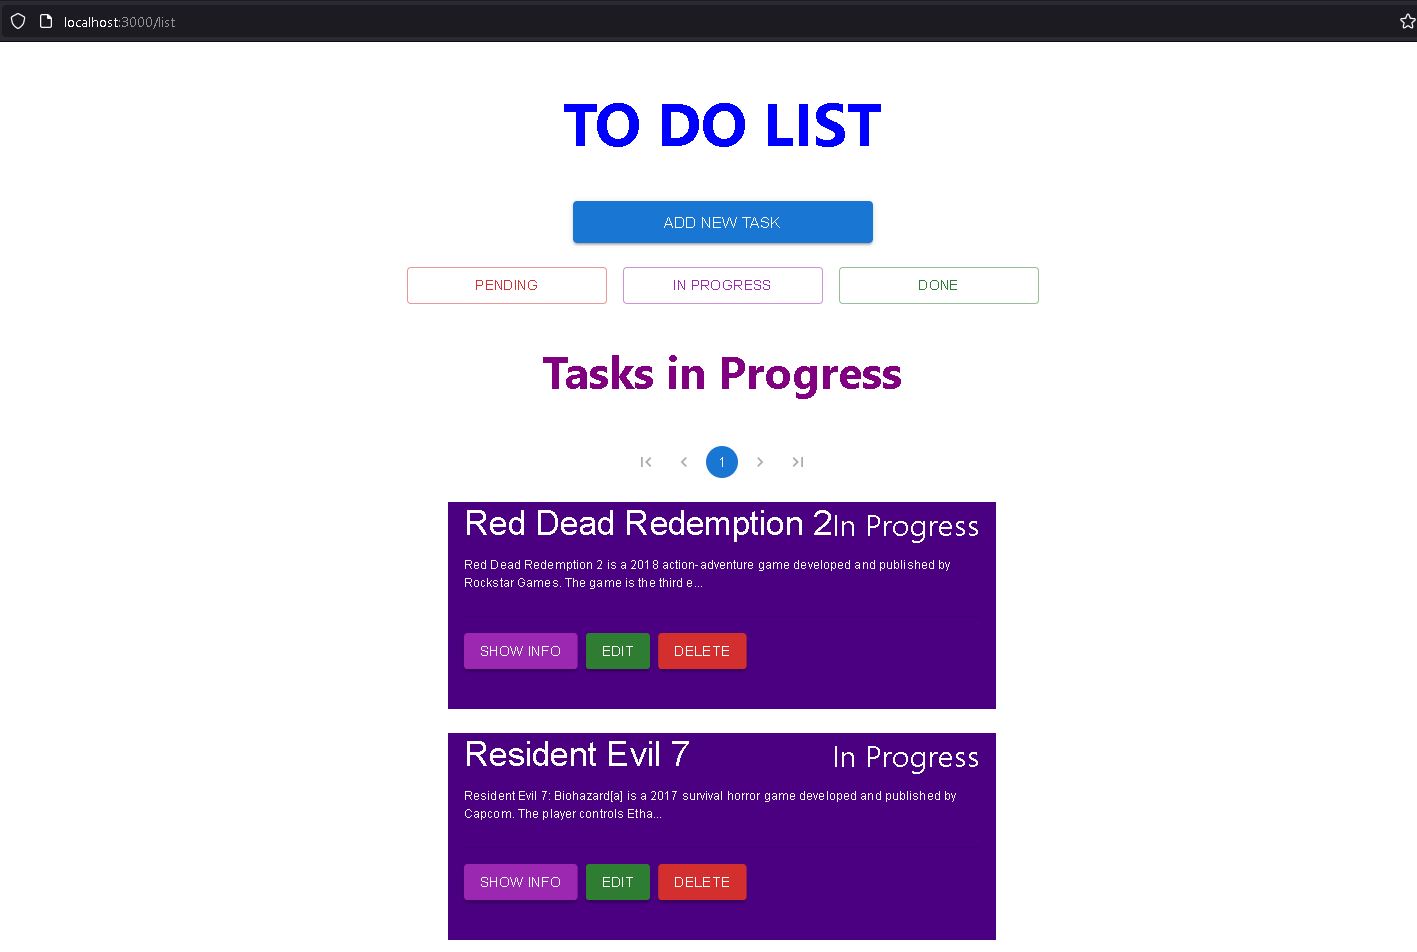 localhost:3000/list
TO DO LIST
ADD NEW TASK
PENDING IN PROGRESS DONE
Tasks in Progress
1
Red Dead Redemption 2 In Progress
Red Dead Redemption 2 is a 2018 action-adventure game developed and published by
Rockstar Games. The game is the third e...
SHOW INFO EDIT DELETE
Resident Evil 7 In Progress
Resident Evil 7: Biohazard[a] is a 2017 survival horror game developed and published by
Capcom. The player controls Etha...
SHOW INFO EDIT DELETE